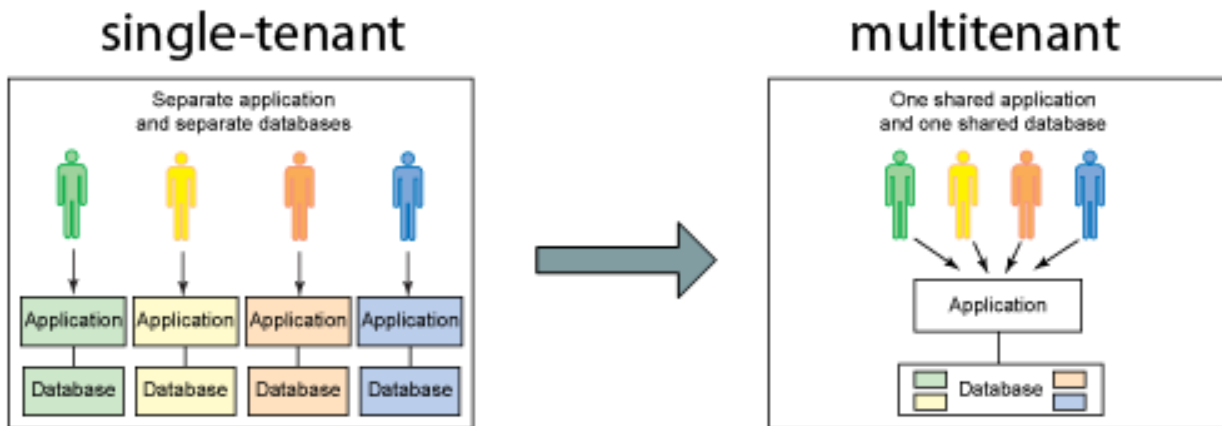 single-tenant
Separate application
and separate databases
Application
Application
Application
Application
Database
Database
Database
Database
multitenant
One shared application
and one shared database
Application
Database